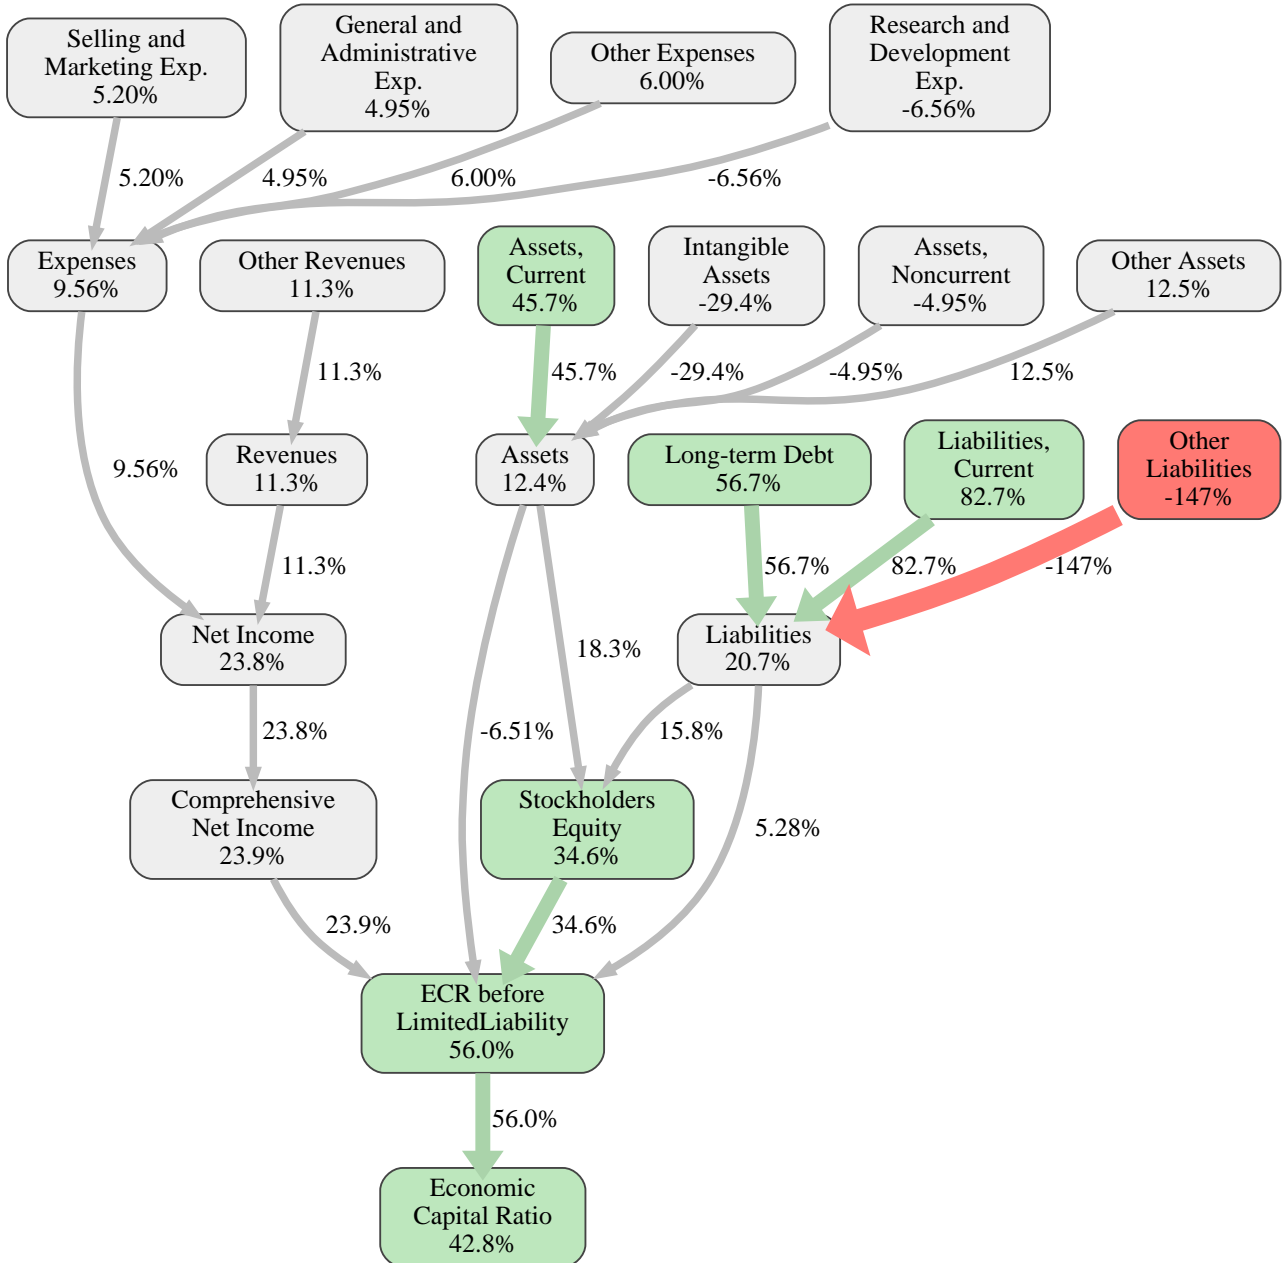 Selling and
Marketing Exp.
5.20%
General and
Administrative
Exp.
4.95%
Other Expenses
6.00%
Research and
Development
Exp.
-6.56%
5.20%
4.95%
6.00%
-6.56%
Expenses
9.56%
Other Revenues
11.3%
Assets,
Current
45.7%
Intangible
Assets
-29.4%
Assets,
Noncurrent
-4.95%
Other Assets
12.5%
11.3%
45.7%
-29.4%
-4.95%
12.5%
9.56%
Revenues
11.3%
Assets
12.4%
Long-term Debt
56.7%
Liabilities,
Current
82.7%
Other
Liabilities
-147%
11.3%
56.7%
82.7%
-147%
Net Income
23.8%
18.3%
Liabilities
20.7%
23.8%
-6.51%
15.8%
Comprehensive
Net Income
23.9%
Stockholders
Equity
34.6%
5.28%
23.9%
34.6%
ECR before
LimitedLiability
56.0%
56.0%
Economic
Capital Ratio
42.8%